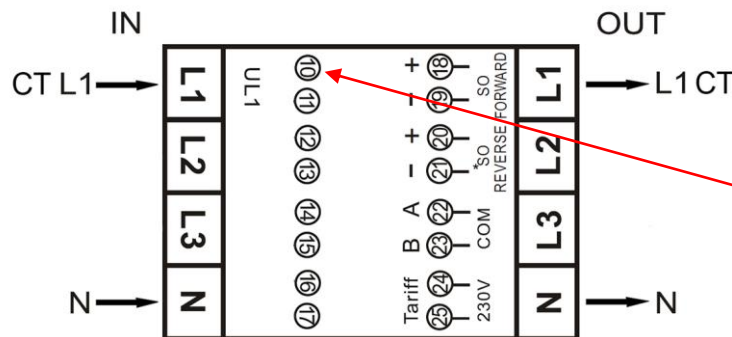 IN
OUT
CT L1
L1
L2
L3
N
N
UL1
10
11
12
13
14
15
16
17
+ 18
- 19
SO FORWARD
+ 20
- 21
*SO REVERSE
A 22
B 23
COM
Tariff
24
25
230V
L1
L2
L3
N
L1 CT
N